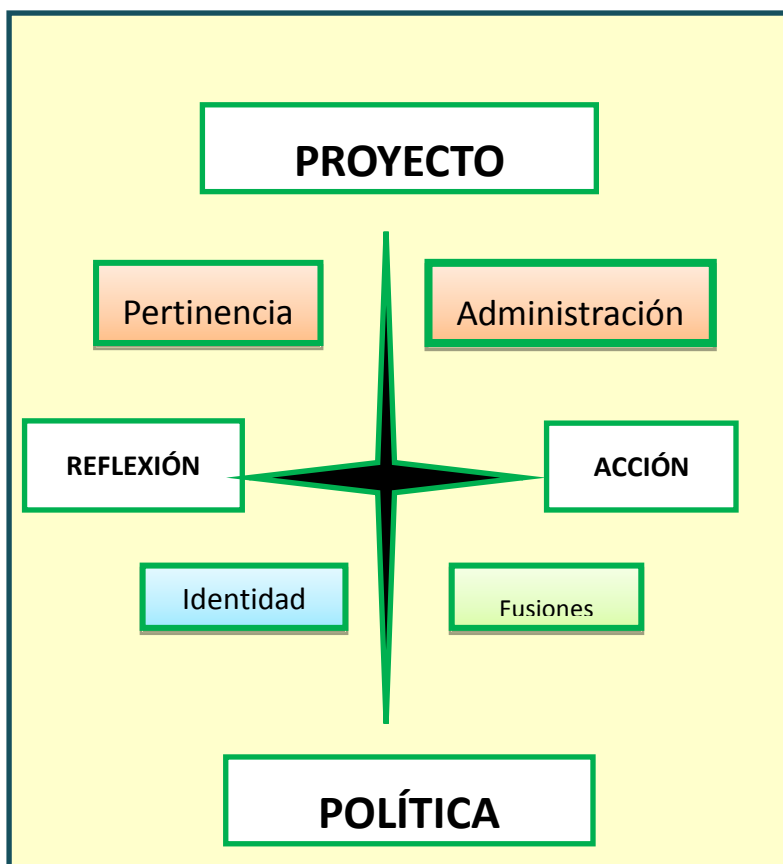 PROYECTO
Pertinencia
Administración
REFLEXIÓN
ACCIÓN
Identidad
Fusiones
POLÍTICA